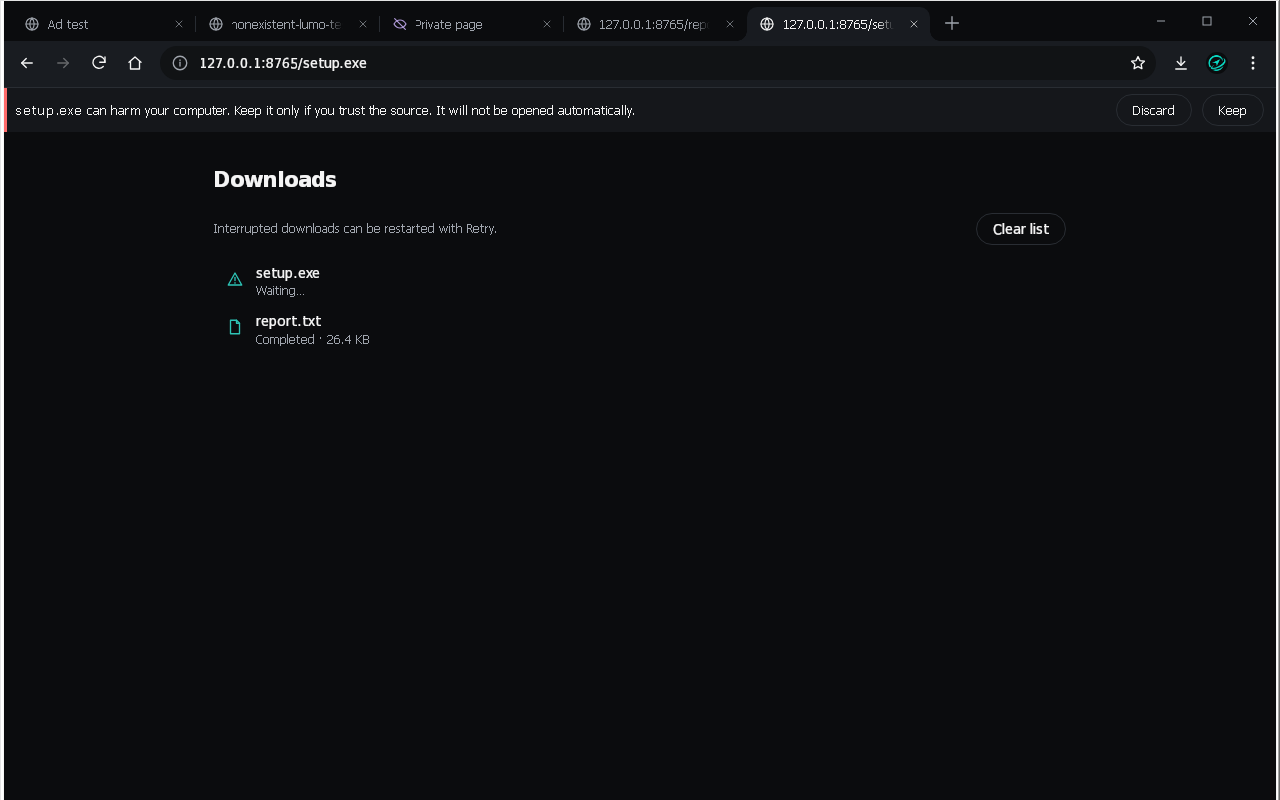 Ad test
nonexistent-lumo-te
Private page
127.0.0.1:8765/rep
127.0.0.1:8765/set
127.0.0.1:8765/setup.exe
setup.exe can harm your computer. Keep it only if you trust the source. It will not be opened automatically.
Discard
Keep
Downloads
Interrupted downloads can be restarted with Retry.
Clear list
setup.exe
Waiting...
report.txt
Completed · 26.4 KB